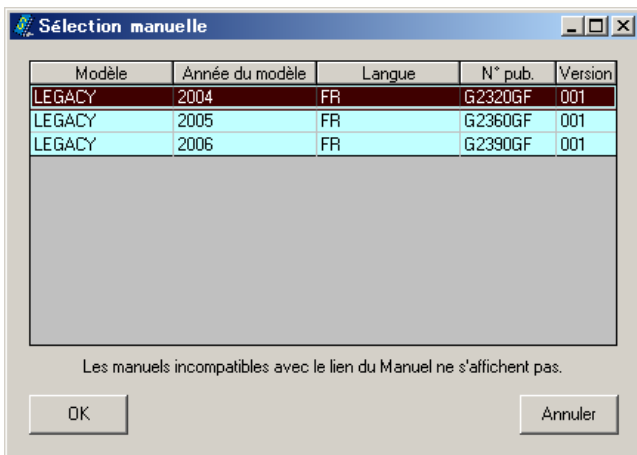 Sélection manuelle
Modèle Année du modèle Langue N° pub. Version
LEGACY 2004 FR G2320GF 001
LEGACY 2005 FR G2360GF 001
LEGACY 2006 FR G2390GF 001
Les manuels incompatibles avec le lien du Manuel ne s'affichent pas.
OK Annuler